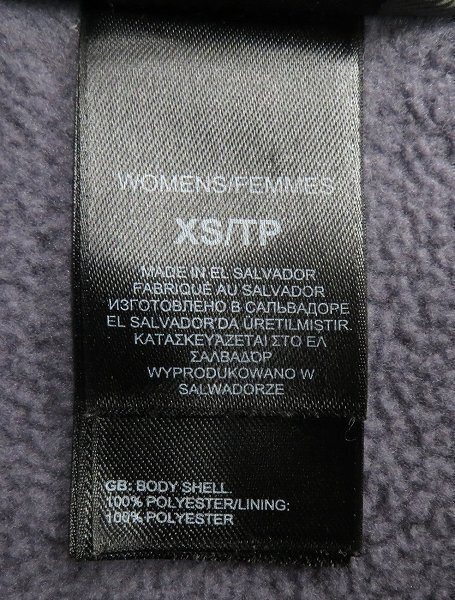 WOMENS/FEMMES
XS/TP
MADE IN EL SALVADOR
FABRIQUE AU SALVADOR
ИЗГОТОВЛЕНО В САЛЬВАДОРЕ
EL SALVADOR'DA ÜRETILMIŞTIR.
ΚΑΤΑΣΚΕΥΑΖΕΤΑΙ ΣΤΟ ΕΛ
ΣΑΛΒΑΔΟΡ
WYPRODUKOWANO W
SALWADORZE
GB: BODY SHELL.
100% POLYESTER/LINING:
100% POLYESTER